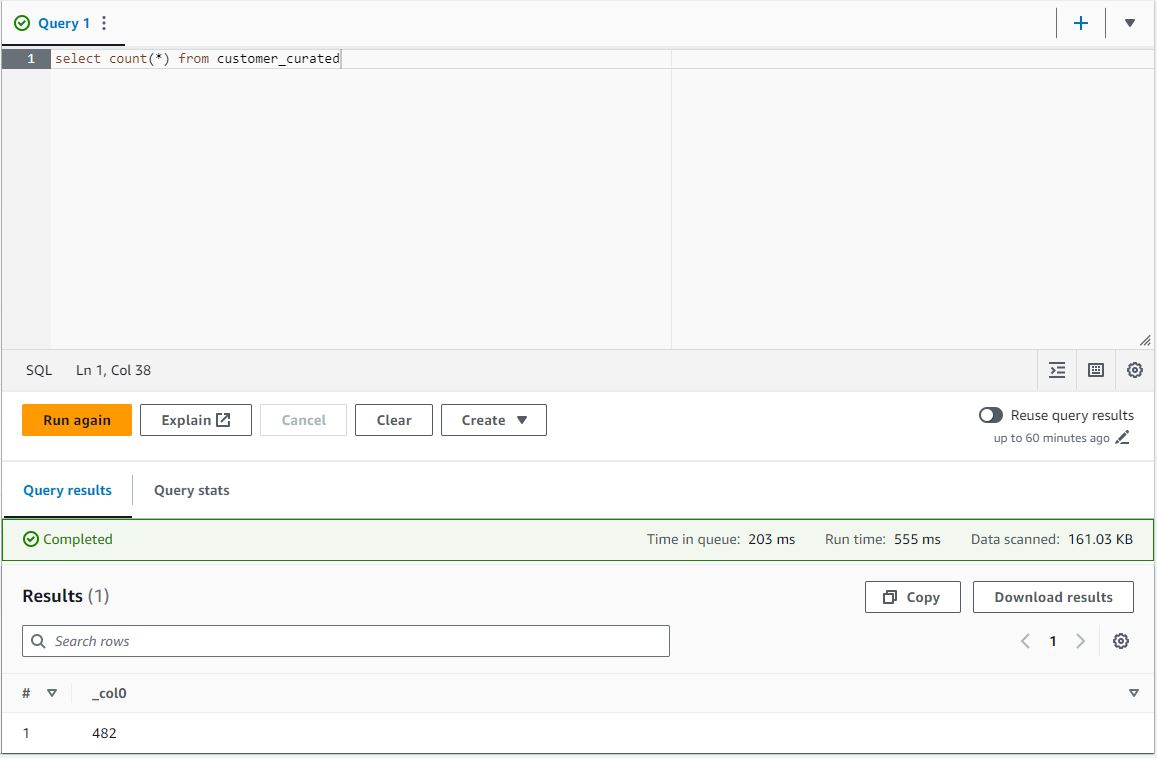 Query 1
1 select count(*) from customer_curated
SQL Ln 1, Col 38
Run again Explain Cancel Clear Create Reuse query results
up to 60 minutes ago
Query results Query stats
Completed Time in queue: 203 ms Run time: 555 ms Data scanned: 161.03 KB
Results (1) Copy Download results
Search rows 1
# _col0
1 482